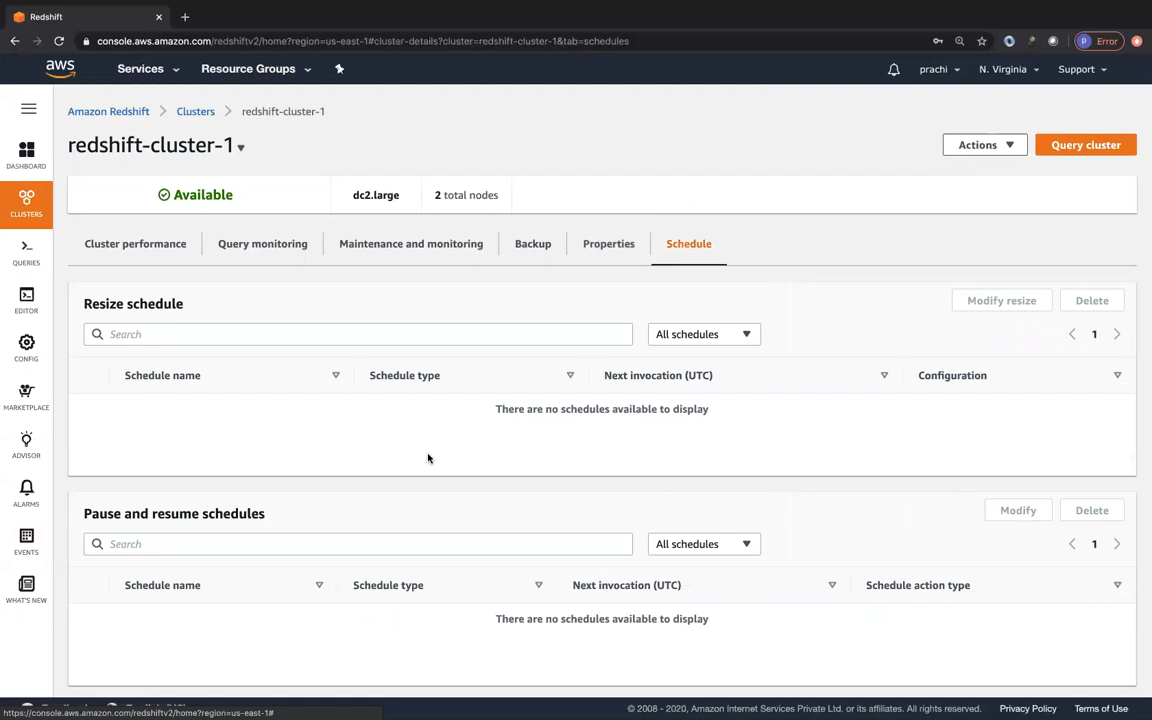 Redshift
console.aws.amazon.com/redshiftv2/home?region=us-east-1#cluster-details?cluster=redshift-cluster-1&tab=schedules
P Error
aws Services Resource Groups prachi N. Virginia Support
Amazon Redshift Clusters redshift-cluster-1
redshift-cluster-1
Actions Query cluster
DASHBOARD
CLUSTERS
QUERIES
EDITOR
CONFIG
MARKETPLACE
ADVISOR
ALARMS
EVENTS
WHAT'S NEW
Available dc2.large 2 total nodes
Cluster performance Query monitoring Maintenance and monitoring Backup Properties Schedule
Resize schedule Modify resize Delete
Search All schedules 1
Schedule name Schedule type Next invocation (UTC) Configuration
There are no schedules available to display
Pause and resume schedules Modify Delete
Search All schedules 1
Schedule name Schedule type Next invocation (UTC) Schedule action type
There are no schedules available to display
© 2008 - 2020, Amazon Internet Services Private Ltd. or its affiliates. All rights reserved. Privacy Policy Terms of Use
https://console.aws.amazon.com/redshiftv2/home?region=us-east-1#